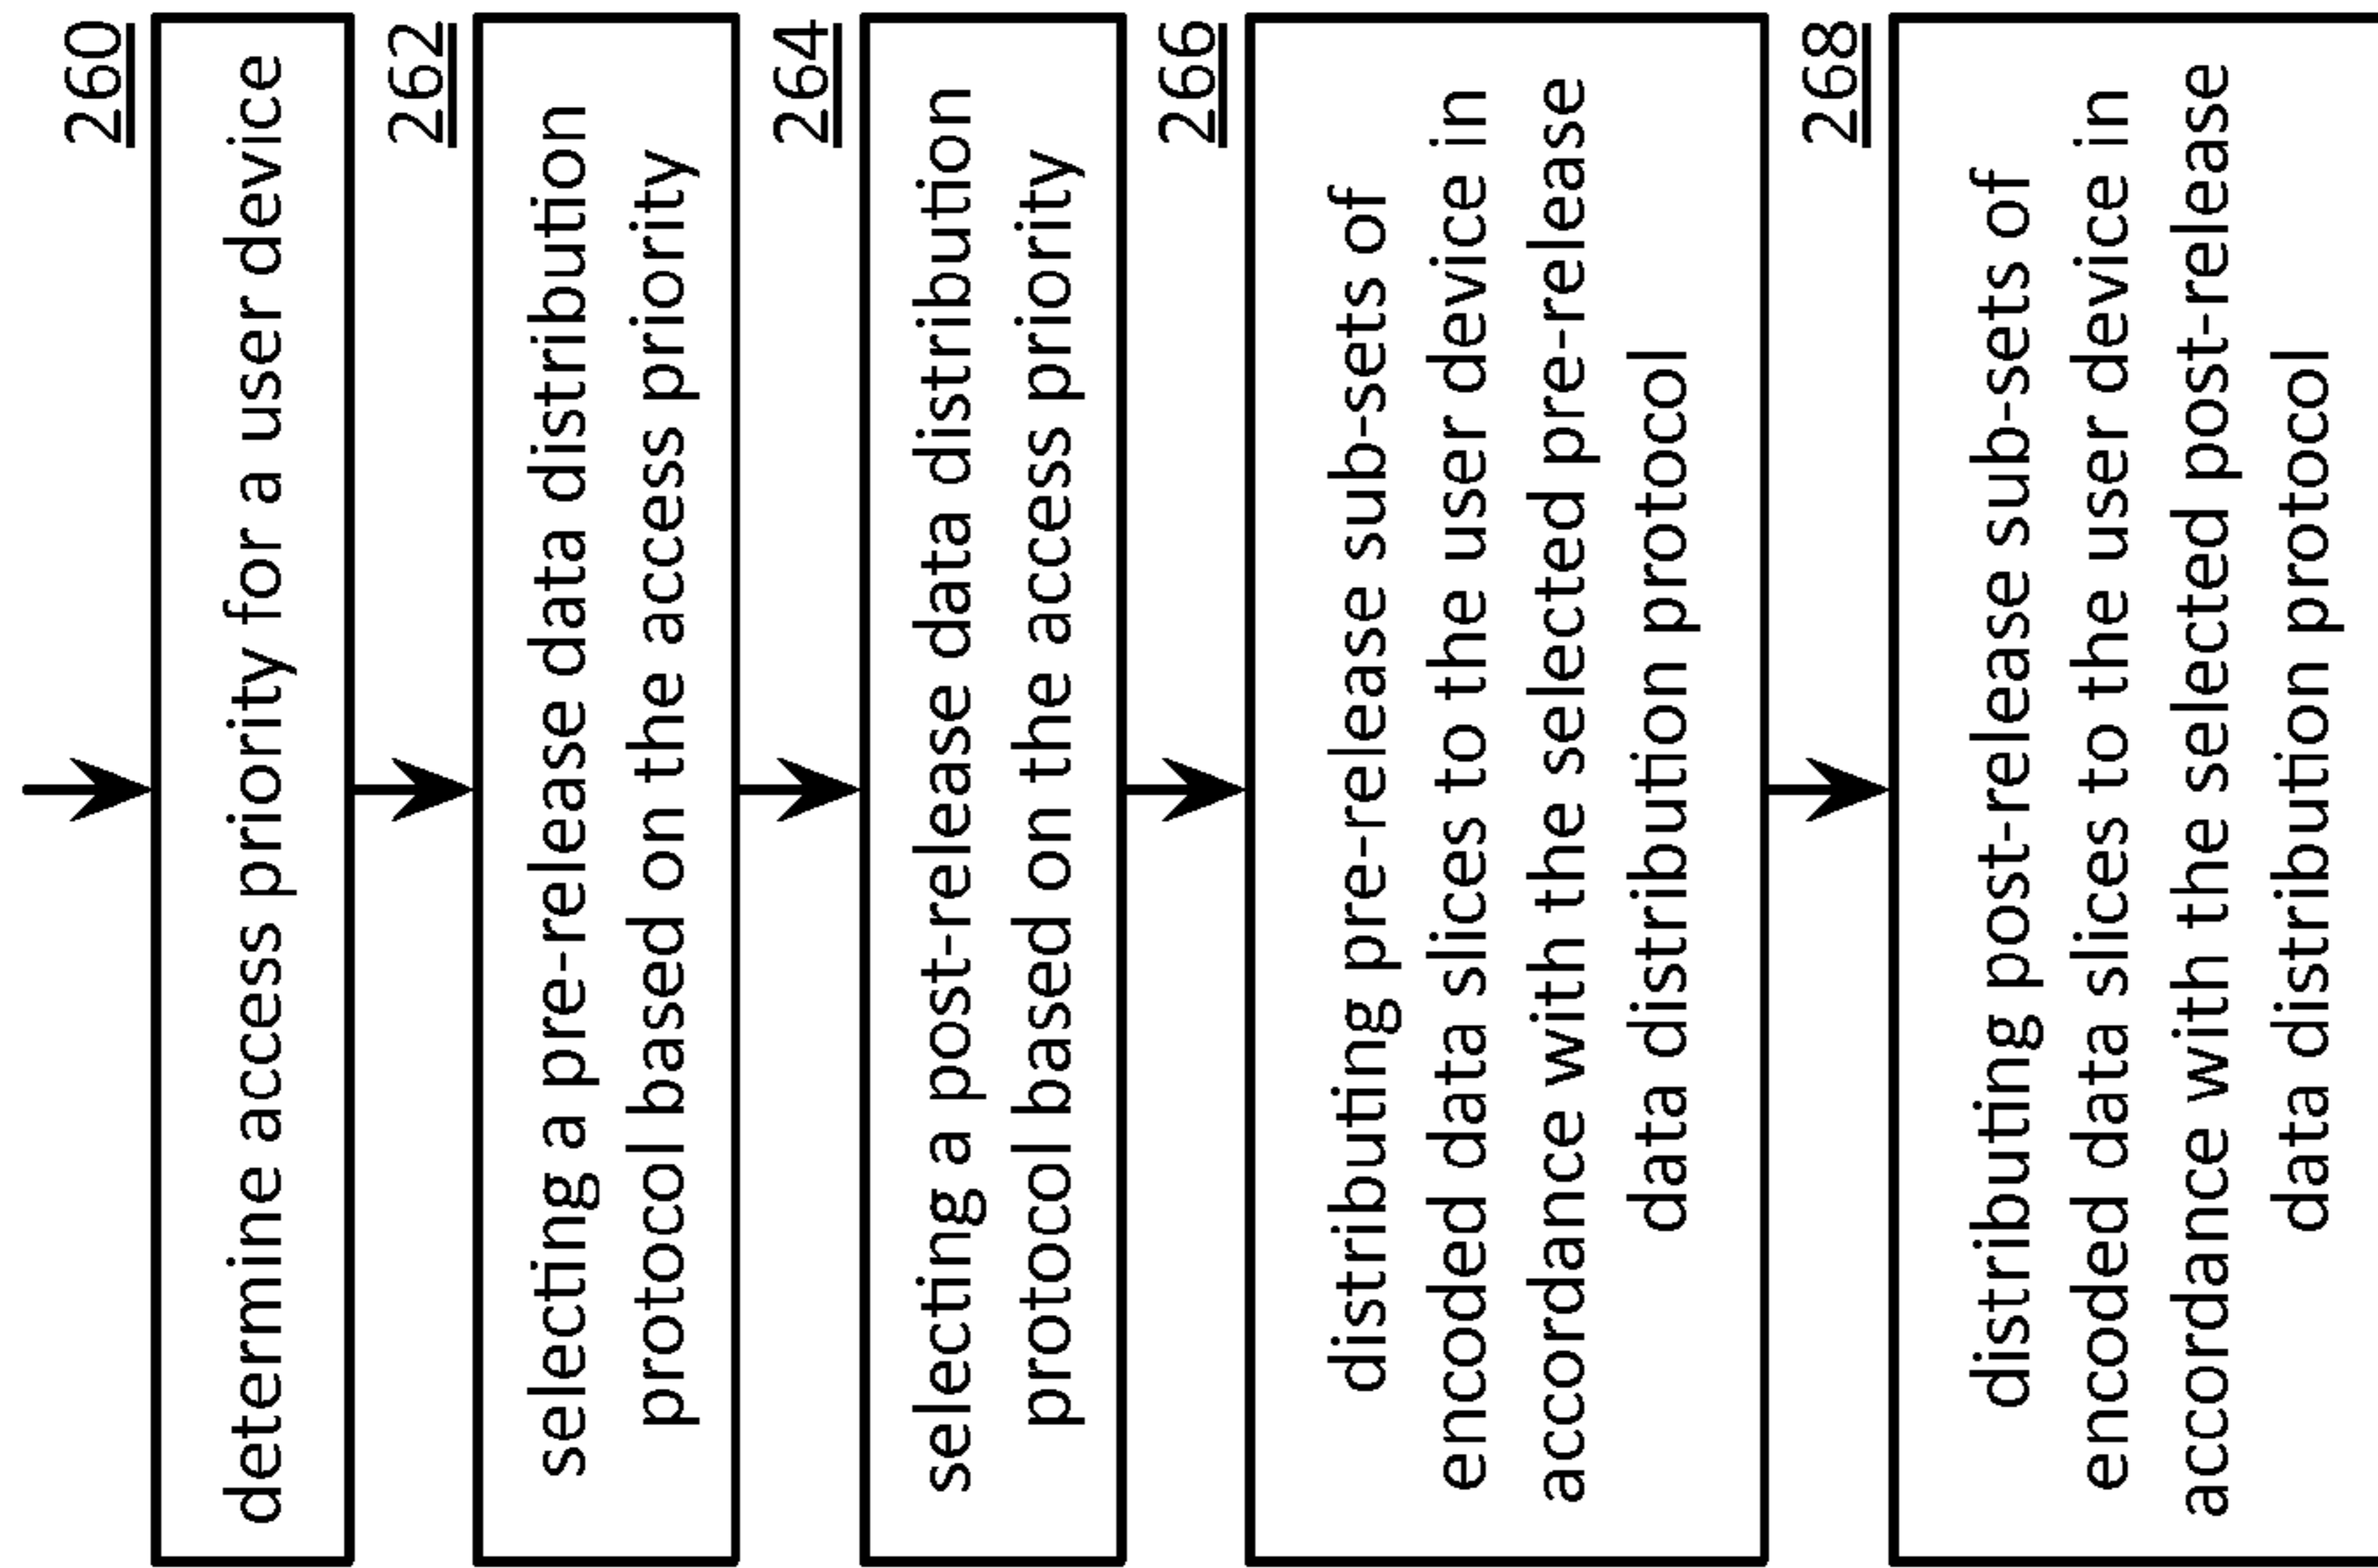 260
determine access priority for a user device
262
selecting a pre-release data distribution
protocol based on the access priority
264
selecting a post-release data distribution
protocol based on the access priority
266
distributing pre-release sub-sets of
encoded data slices to the user device in
accordance with the selected pre-release
data distribution protocol
268
distributing post-release sub-sets of
encoded data slices to the user device in
accordance with the selected post-release
data distribution protocol